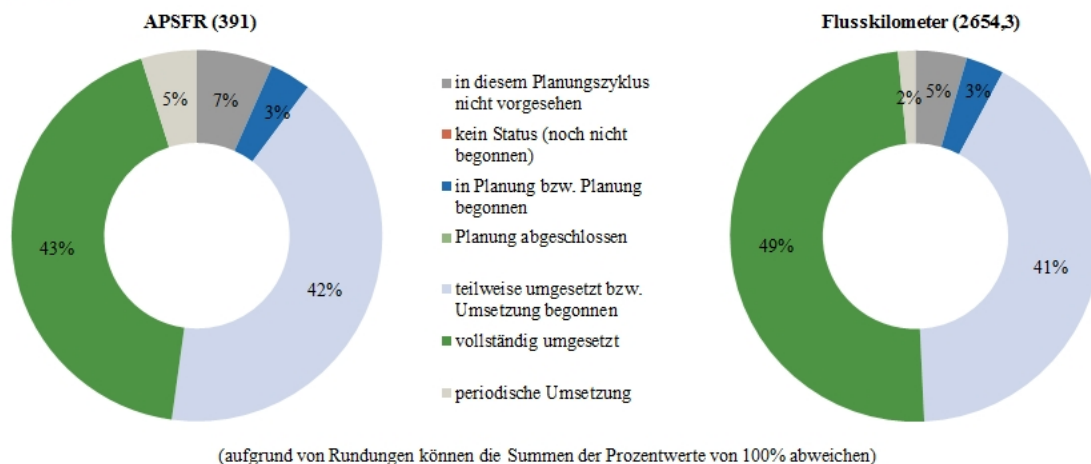 APSFR (391)
5%
7%
3%
43%
42%
in diesem Planungszyklus
nicht vorgesehen
kein Status (noch nicht
begonnen)
in Planung bzw. Planung
begonnen
Planung abgeschlossen
teilweise umgesetzt bzw.
Umsetzung begonnen
vollständig umgesetzt
periodische Umsetzung
Flusskilometer (2654,3)
2%
5%
3%
49%
41%
(aufgrund von Rundungen können die Summen der Prozentwerte von 100% abweichen)